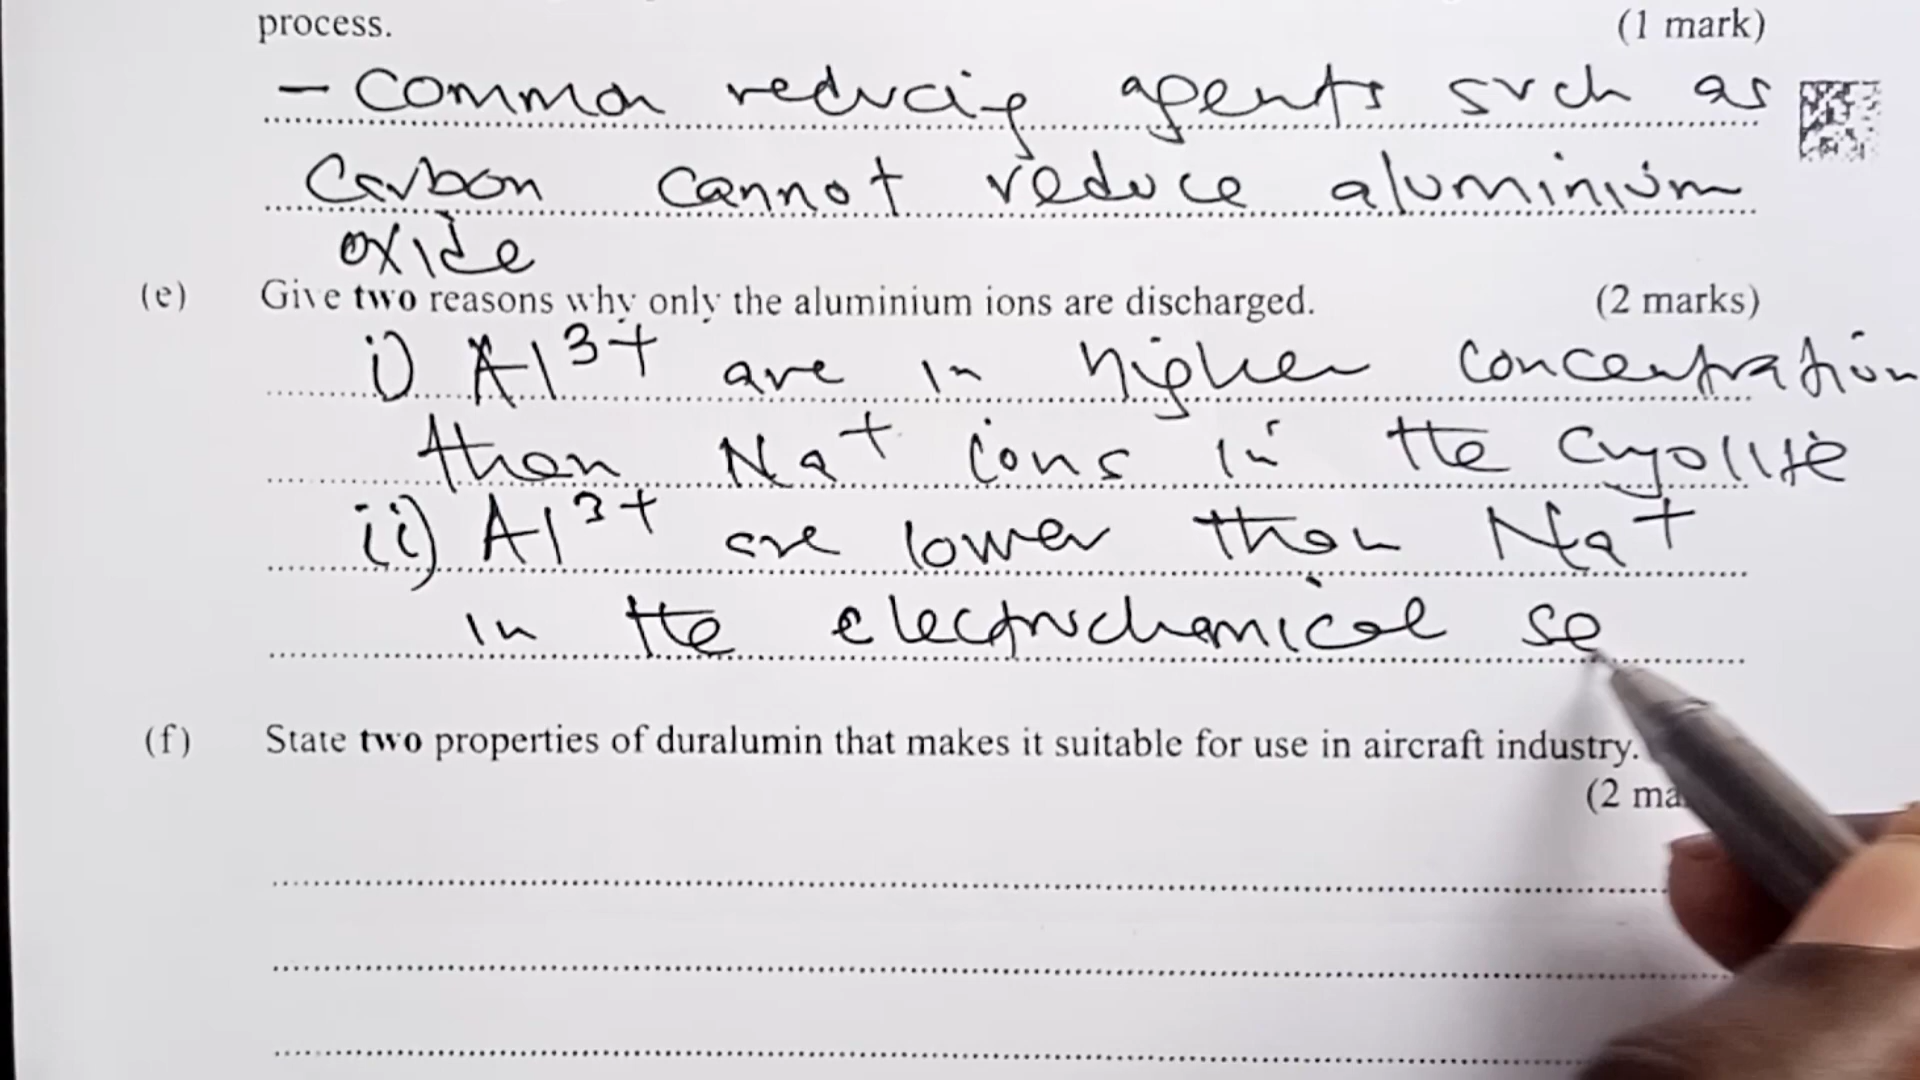 process. (1 mark)
- Common reducing agents such as
Carbon cannot reduce aluminium
oxide
(e) Give two reasons why only the aluminium ions are discharged. (2 marks)
i) Al3+ are in higher concentration
than Na+ ions in the cryolite
ii) Al3+ are lower than Na+
in the electrochemical se
(f) State two properties of duralumin that makes it suitable for use in aircraft industry.
(2 ma